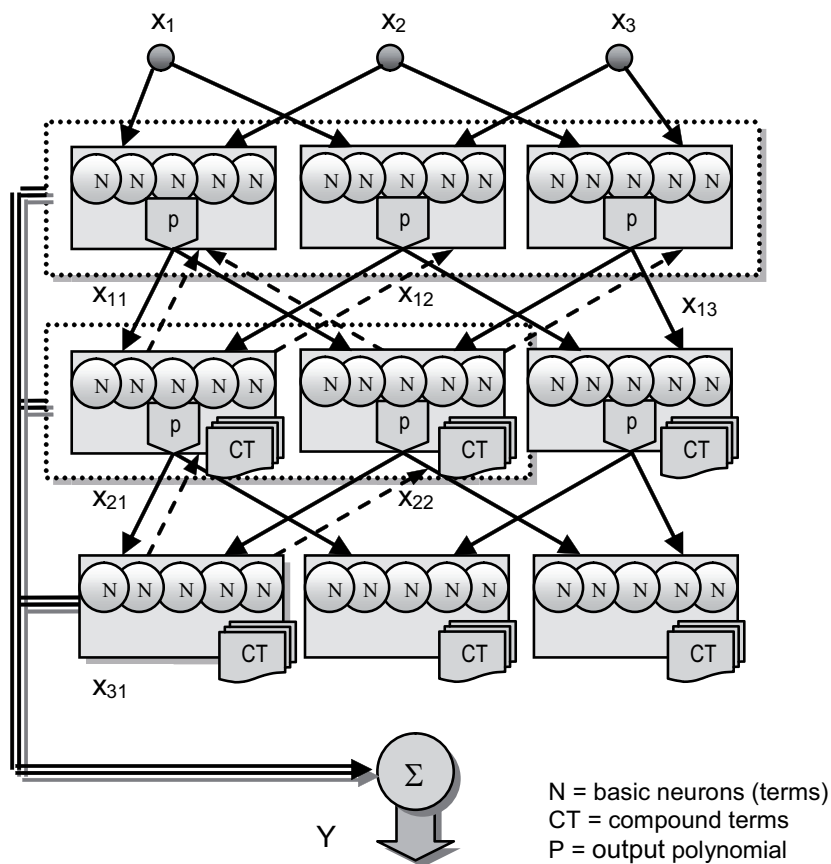 x₁ x₂ x₃
N N N N N N N N N N N N N N N
p p p
x₁₁ x₁₂ x₁₃
N N N N N N N N N N N N N N N
p p p
CT CT CT
x₂₁ x₂₂
N N N N N N N N N N N N N N N
CT CT CT
x₃₁
Σ
Y
N = basic neurons (terms)
CT = compound terms
P = output polynomial